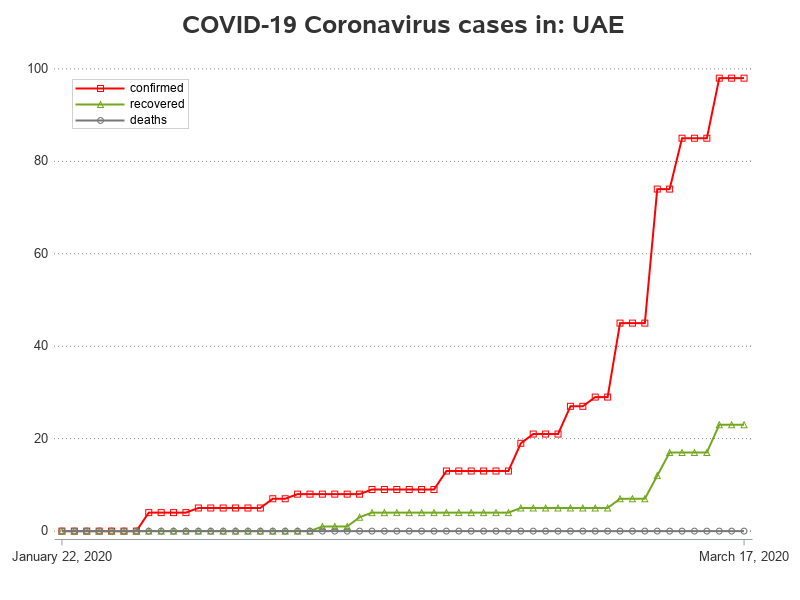 COVID-19 Coronavirus cases in: UAE
100
confirmed
recovered
deaths
80
60
40
20
0
January 22, 2020
March 17, 2020